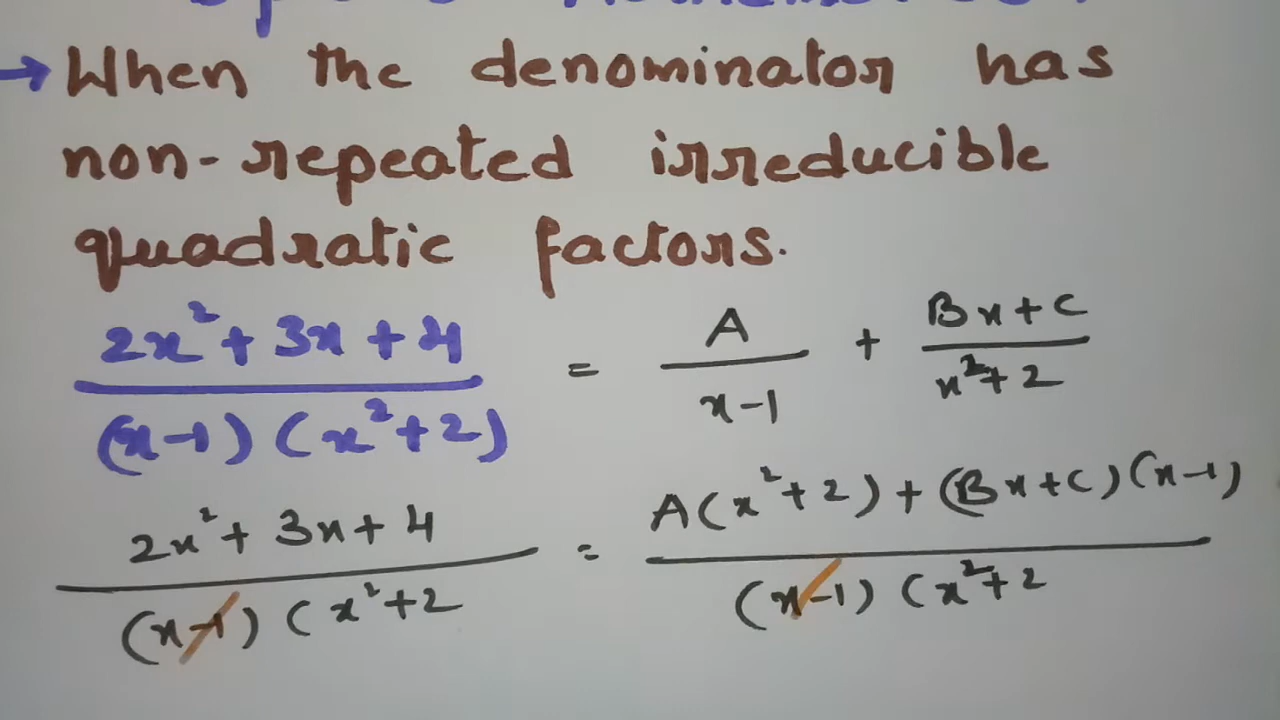 → When the denominator has
non-repeated irreducible
quadratic factors.
2x²+3x+4 / (x-1)(x²+2) = A / x-1 + Bx+C / x²+2
2x²+3x+4 / (x-1)(x²+2 = A(x²+2)+(Bx+C)(x-1) / (x-1)(x²+2